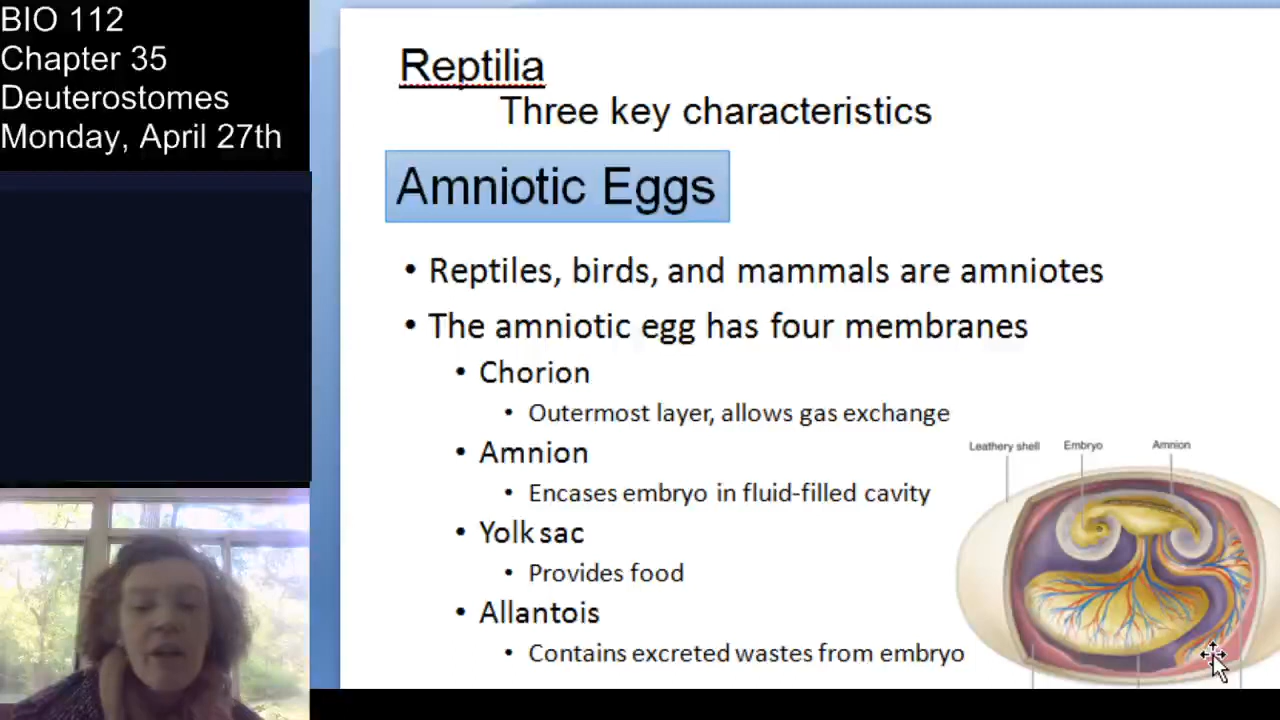 BIO 112
Chapter 35
Deuterostomes
Monday, April 27th
Reptilia
Three key characteristics
Amniotic Eggs
• Reptiles, birds, and mammals are amniotes
• The amniotic egg has four membranes
• Chorion
• Outermost layer, allows gas exchange
• Amnion
• Encases embryo in fluid-filled cavity
• Yolk sac
• Provides food
• Allantois
• Contains excreted wastes from embryo
Leathery shell Embryo Amnion